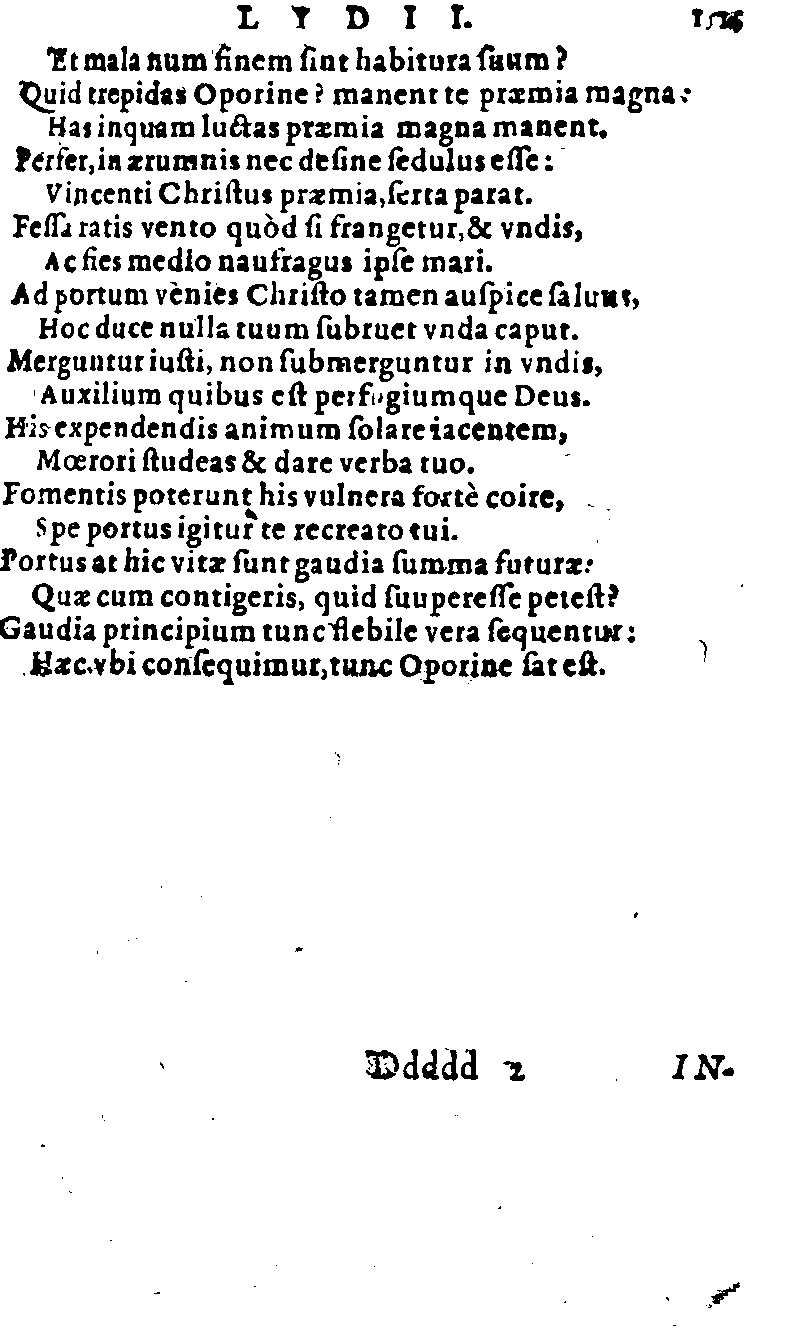 L Y D I I.
Et mala num finem ſint habitura ſuum?
Quid trepidas Oporine? manent te præmia magna:
Has inquam luctas præmia magna manent.
Perfer, in ærumnis nec deſine ſedulus eſſe:
Vincenti Chriſtus præmia, ſerta parat.
Feſſa ratis vento quòd ſi frangetur, & vndis,
Ac fies medio naufragus ipſe mari.
Ad portum vènies Chriſto tamen auſpice ſaluus,
Hoc duce nulla tuum ſubruet vnda caput.
Merguntur iuſti, non ſubmerguntur in vndis,
Auxilium quibus eſt perfugiumque Deus.
His expendendis animum ſolare iacentem,
Mœrori ſtudeas & dare verba tuo.
Fomentis poterunt his vulnera fortè coire,
Spe portus igitur te recreato tui.
Portus at hic vitæ ſunt gaudia ſumma futuræ:
Quæ cum contigeris, quid ſuupereſſe peteſt?
Gaudia principium tunc flebile vera ſequentur:
Hæc vbi conſequimur, tunc Oporine ſat eſt.
Ddddd 2 IN-